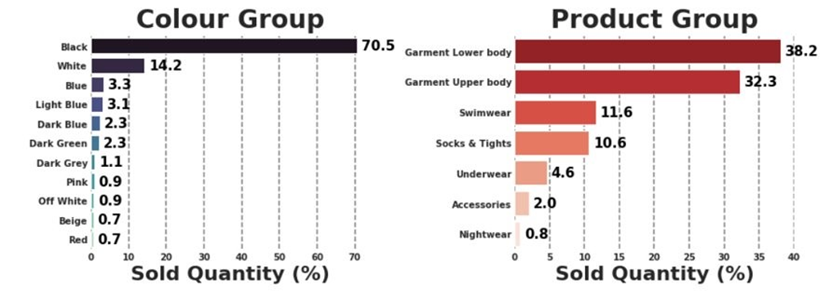 Colour Group
Black 70.5
White 14.2
Blue 3.3
Light Blue 3.1
Dark Blue 2.3
Dark Green 2.3
Dark Grey 1.1
Pink 0.9
Off White 0.9
Beige 0.7
Red 0.7
0 10 20 30 40 50 60 70
Sold Quantity (%)
Product Group
Garment Lower body 38.2
Garment Upper body 32.3
Swimwear 11.6
Socks & Tights 10.6
Underwear 4.6
Accessories 2.0
Nightwear 0.8
0 5 10 15 20 25 30 35 40
Sold Quantity (%)